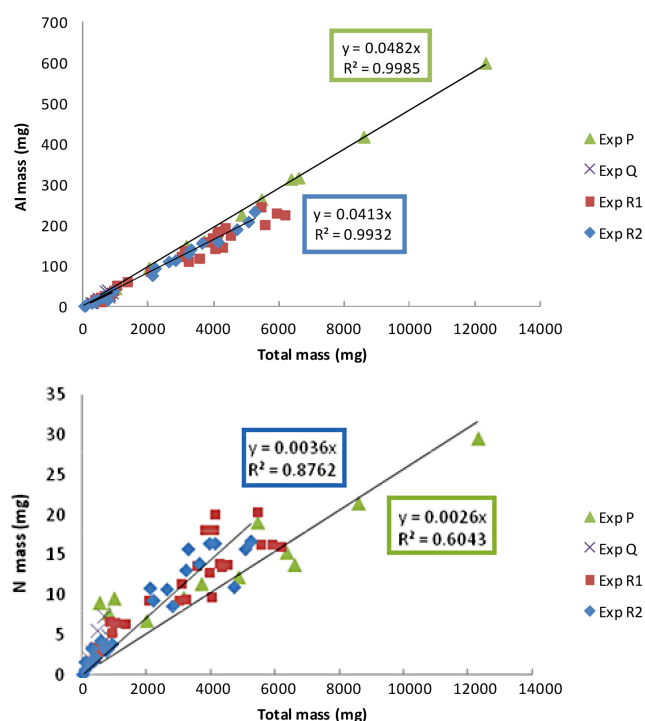 700
600
500
400
300
200
100
0
Al mass (mg)
y = 0.0482x
R² = 0.9985
y = 0.0413x
R² = 0.9932
Exp P
Exp Q
Exp R1
Exp R2
0 2000 4000 6000 8000 10000 12000 14000
Total mass (mg)
35
30
25
20
15
10
5
0
N mass (mg)
y = 0.0036x
R² = 0.8762
y = 0.0026x
R² = 0.6043
Exp P
Exp Q
Exp R1
Exp R2
0 2000 4000 6000 8000 10000 12000 14000
Total mass (mg)